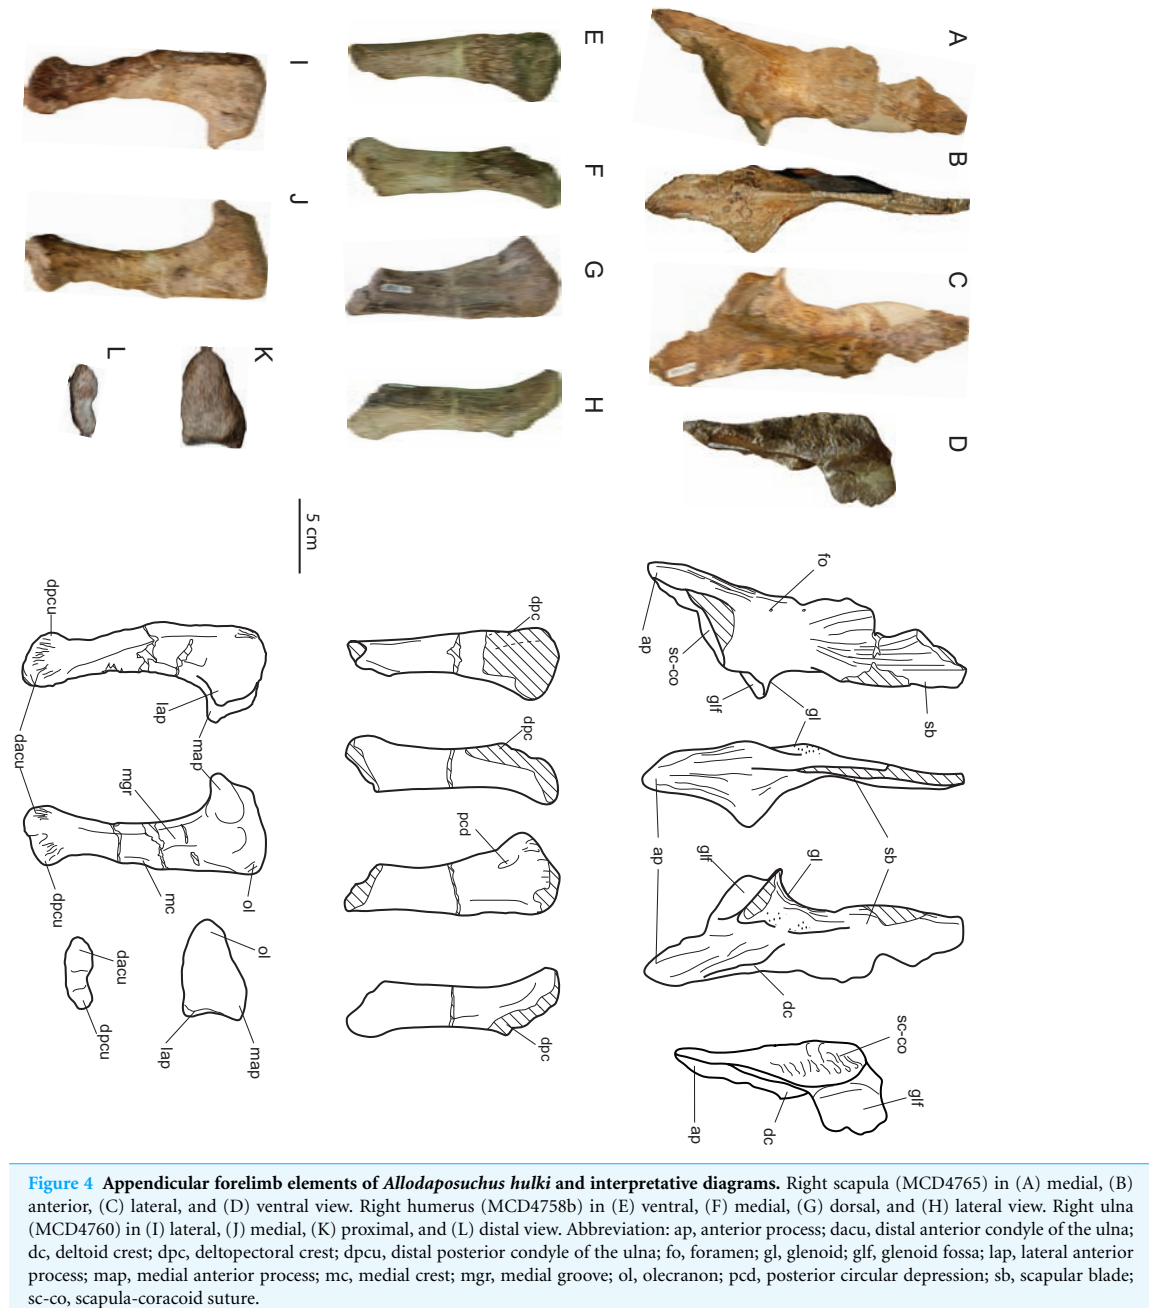 A
B
C
D
E
F
G
H
I
J
K
L
5 cm
fo
ap
sc-co
glf
gl
sb
ap
glf
gl
sb
dc
sc-co
glf
ap
dc
dpc
dpc
pcd
dpc
dpcu
dacu
lap
map
mgr
mc
ol
dpcu
ol
dacu
dpcu
lap
map
Figure 4 Appendicular forelimb elements of Allodaposuchus hulki and interpretative diagrams. Right scapula (MCD4765) in (A) medial, (B)
anterior, (C) lateral, and (D) ventral view. Right humerus (MCD4758b) in (E) ventral, (F) medial, (G) dorsal, and (H) lateral view. Right ulna
(MCD4760) in (I) lateral, (J) medial, (K) proximal, and (L) distal view. Abbreviation: ap, anterior process; dacu, distal anterior condyle of the ulna;
dc, deltoid crest; dpc, deltopectoral crest; dpcu, distal posterior condyle of the ulna; fo, foramen; gl, glenoid; glf, glenoid fossa; lap, lateral anterior
process; map, medial anterior process; mc, medial crest; mgr, medial groove; ol, olecranon; pcd, posterior circular depression; sb, scapular blade;
sc-co, scapula-coracoid suture.